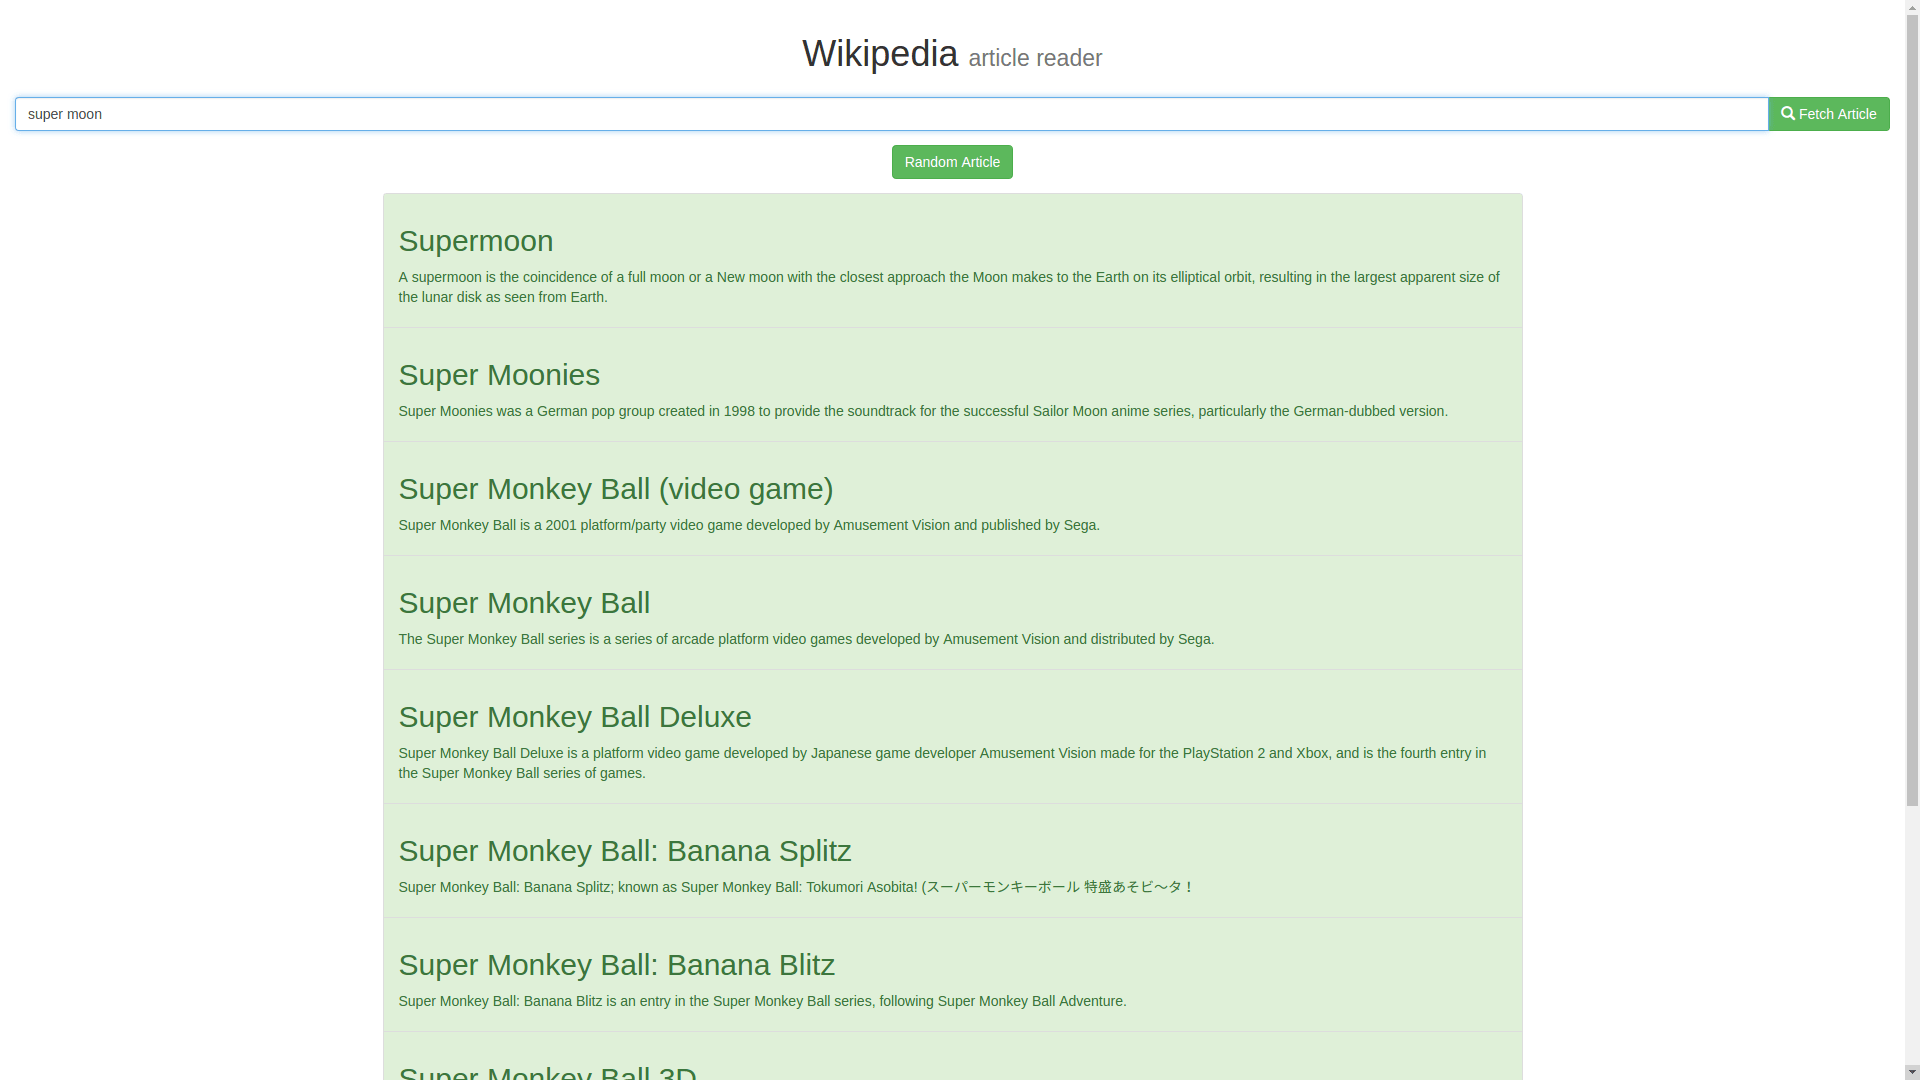 Wikipedia article reader
super moon
Fetch Article
Random Article
Supermoon
A supermoon is the coincidence of a full moon or a New moon with the closest approach the Moon makes to the Earth on its elliptical orbit, resulting in the largest apparent size of
the lunar disk as seen from Earth.
Super Moonies
Super Moonies was a German pop group created in 1998 to provide the soundtrack for the successful Sailor Moon anime series, particularly the German-dubbed version.
Super Monkey Ball (video game)
Super Monkey Ball is a 2001 platform/party video game developed by Amusement Vision and published by Sega.
Super Monkey Ball
The Super Monkey Ball series is a series of arcade platform video games developed by Amusement Vision and distributed by Sega.
Super Monkey Ball Deluxe
Super Monkey Ball Deluxe is a platform video game developed by Japanese game developer Amusement Vision made for the PlayStation 2 and Xbox, and is the fourth entry in
the Super Monkey Ball series of games.
Super Monkey Ball: Banana Splitz
Super Monkey Ball: Banana Splitz; known as Super Monkey Ball: Tokumori Asobita! (スーパーモンキーボール 特盛あそビ〜タ！
Super Monkey Ball: Banana Blitz
Super Monkey Ball: Banana Blitz is an entry in the Super Monkey Ball series, following Super Monkey Ball Adventure.
Super Monkey Ball 3D